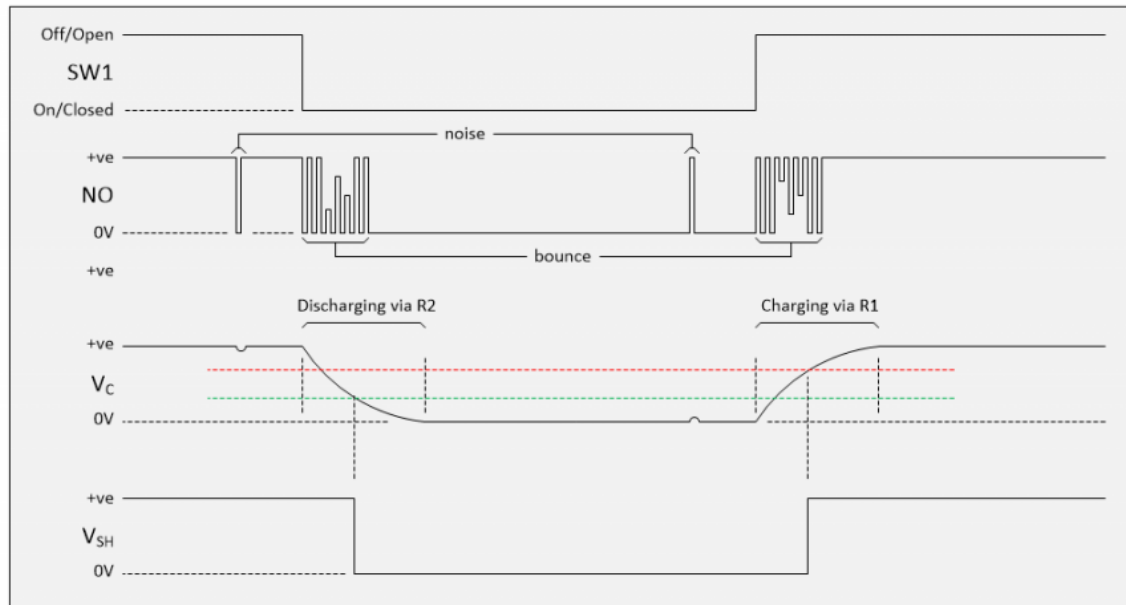 Off/Open
SW1
On/Closed
noise
+ve
NO
0V
bounce
+ve
Discharging via R2
Charging via R1
+ve
VC
0V
+ve
VSH
0V